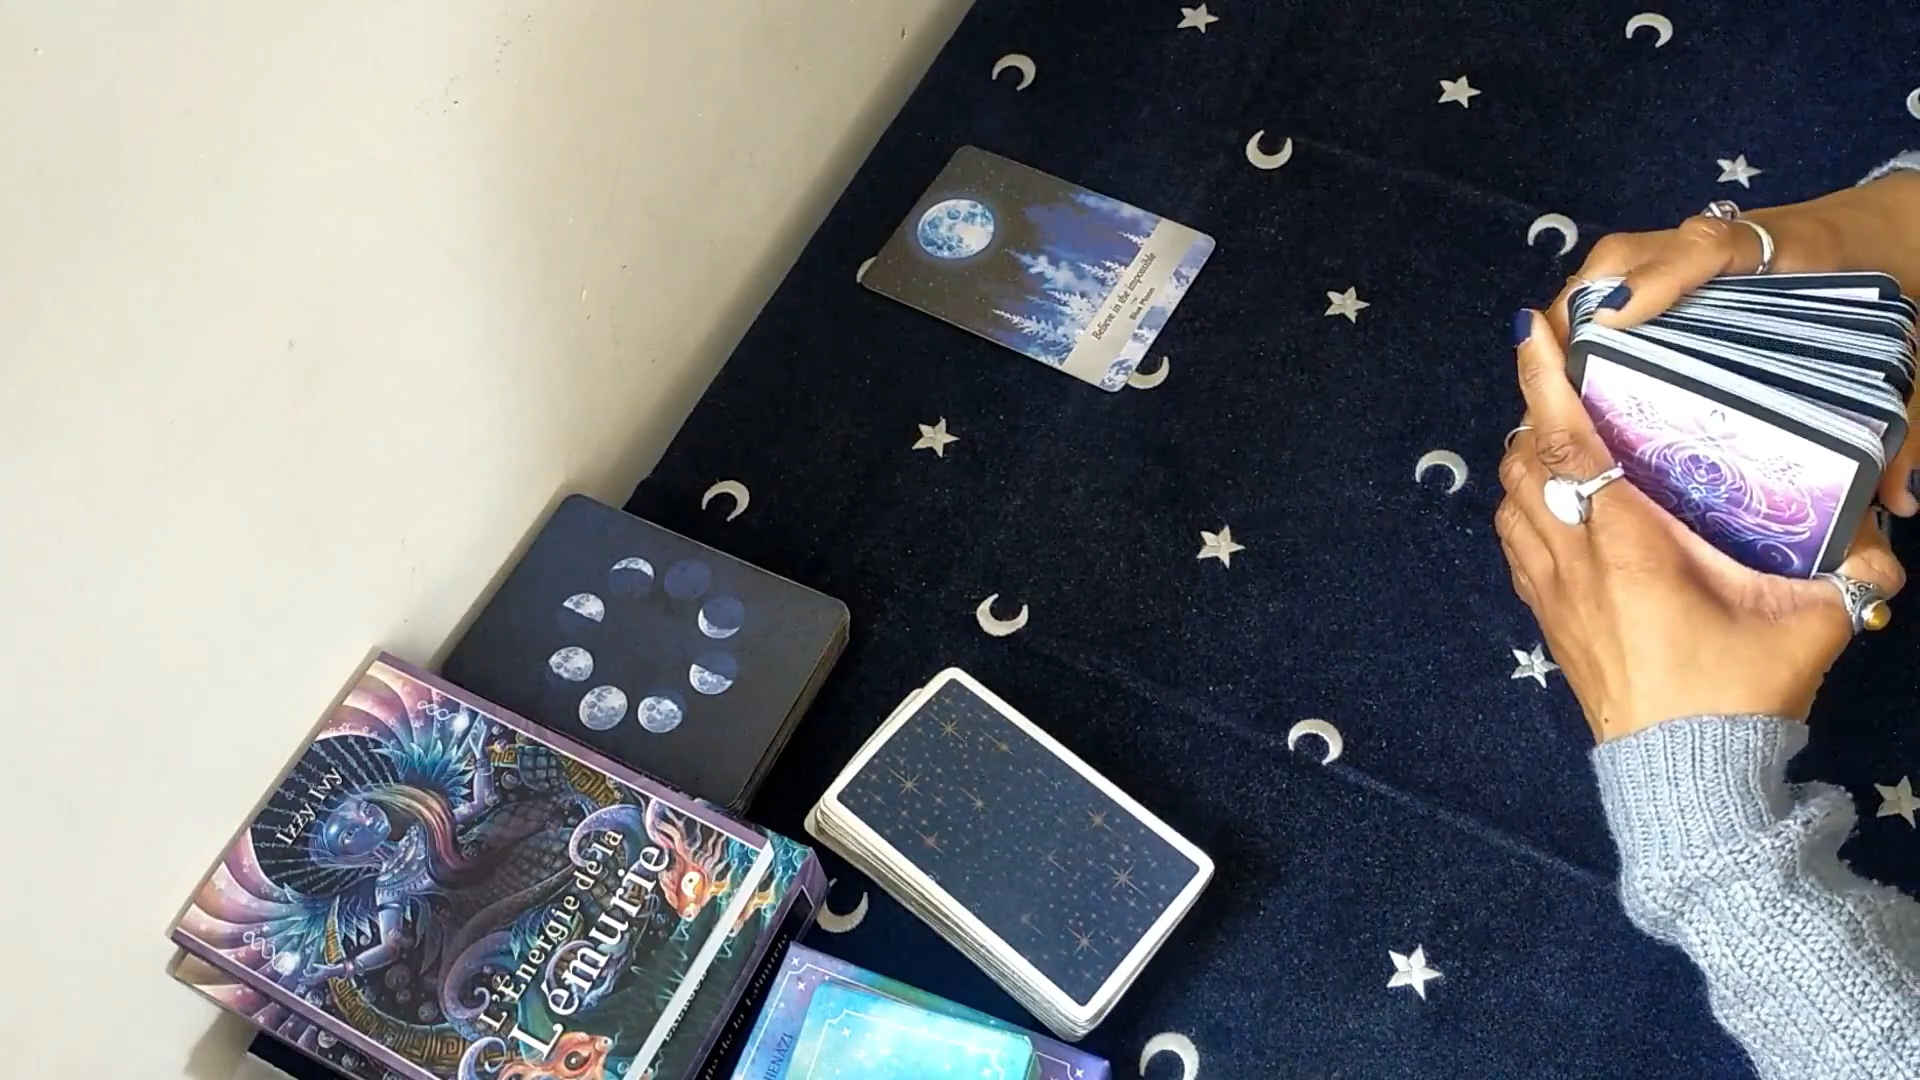 Believe in the impossible
Blue Moon
Izzy Ivy
L'Énergie de la
Lémurie